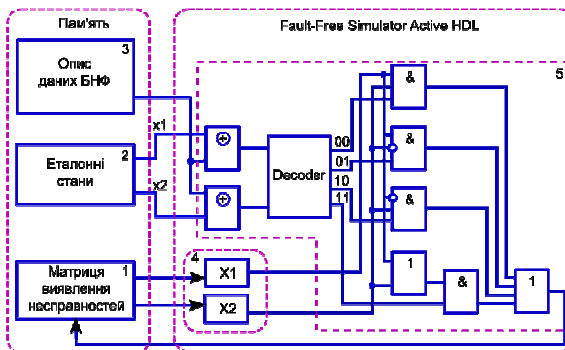 Пам'ять
Fault-Free Simulator Active HDL
3
Опис
даних БНФ
5
&
x1
00
2
Еталонні
стани
x2
Decoder
01
10
11
&
&
1
Матриця
виявлення
несправностей
4
X1
X2
1
&
1